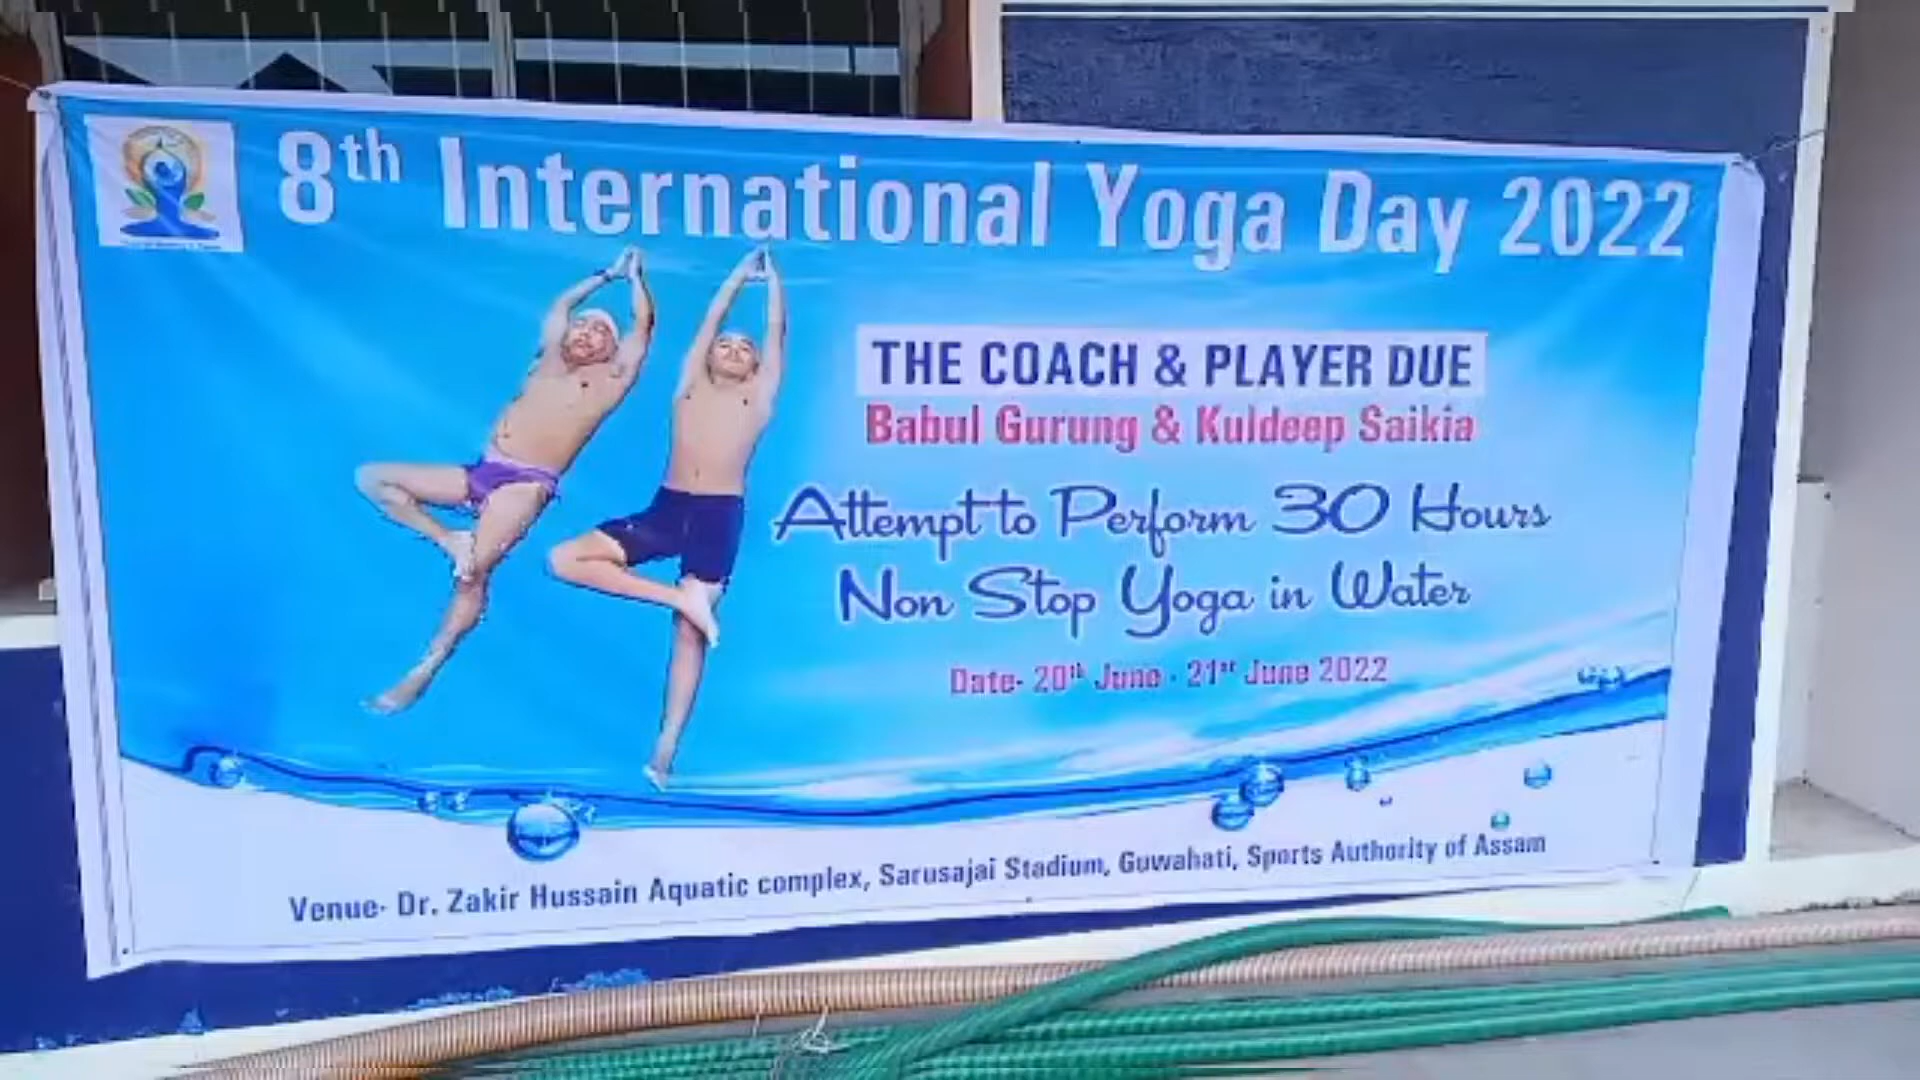 8th International Yoga Day 2022
THE COACH & PLAYER DUE
Babul Gurung & Kuldeep Saikia
Attempt to Perform 30 Hours
Non Stop Yoga in Water
Date- 20th June - 21st June 2022
Venue- Dr. Zakir Hussain Aquatic complex, Sarusajai Stadium, Guwahati, Sports Authority of Assam